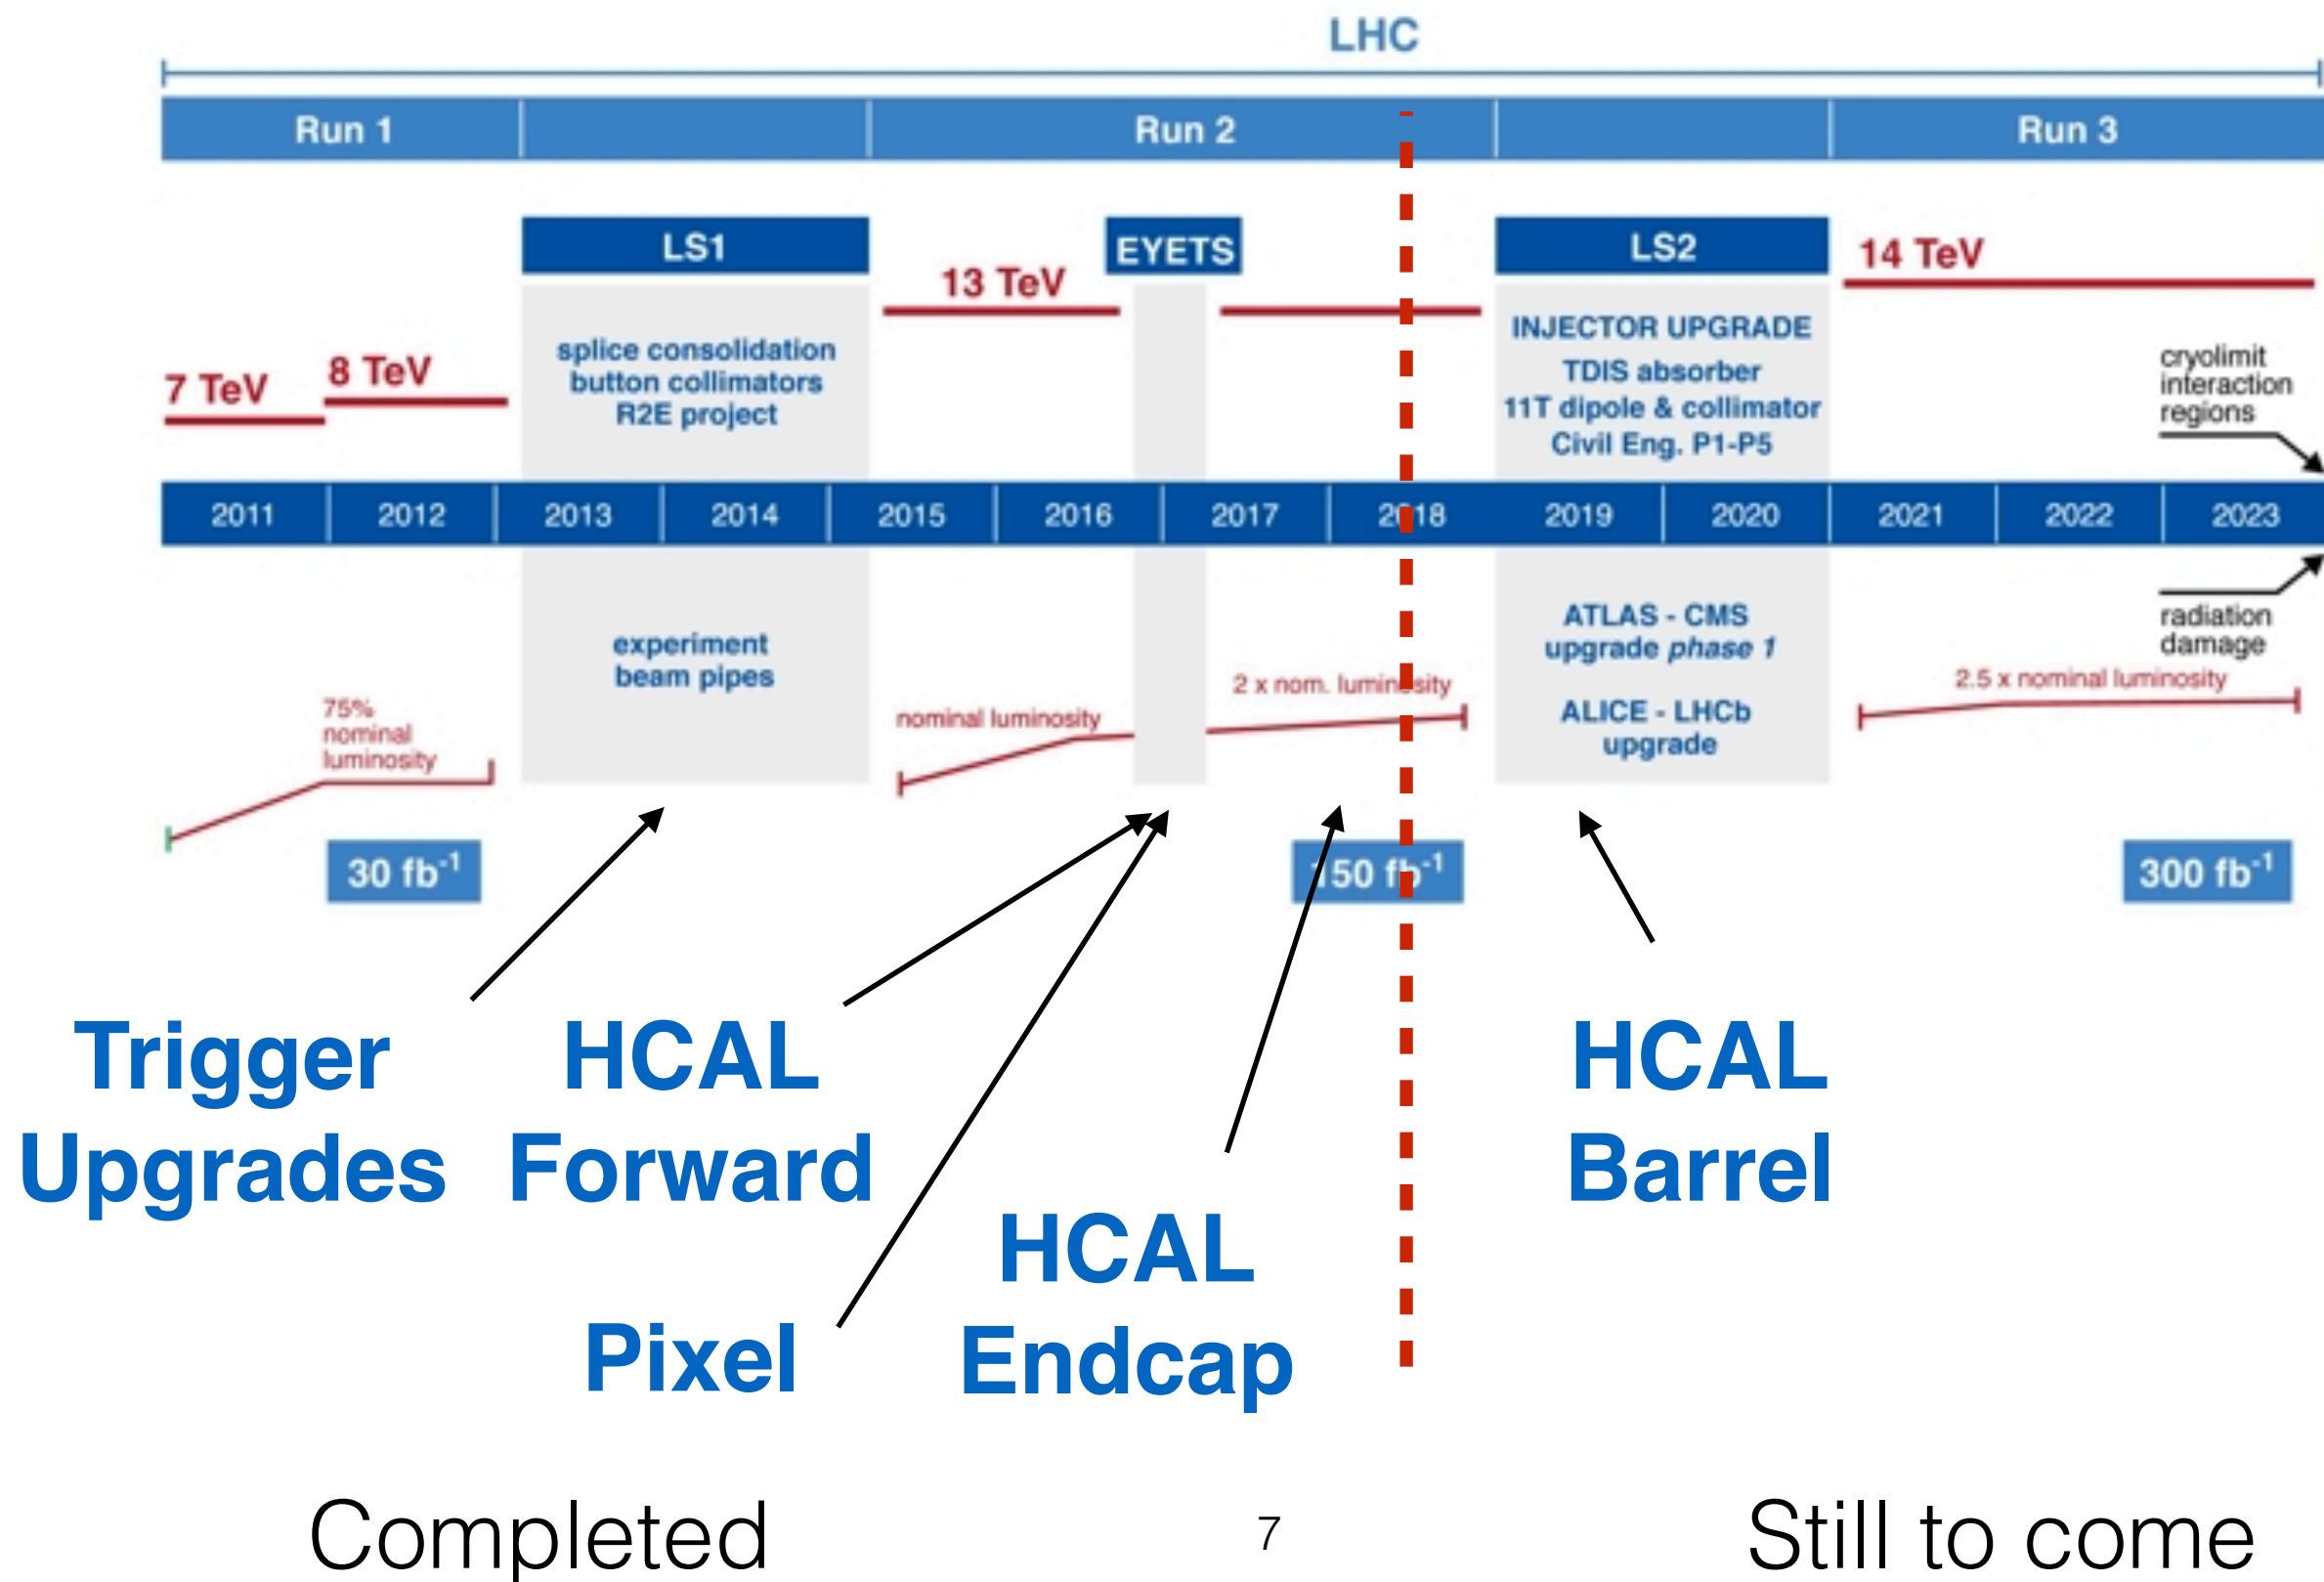 LHC
Run 1
Run 2
Run 3
LS1
EYETS
LS2
14 TeV
13 TeV
7 TeV
8 TeV
splice consolidation
button collimators
R2E project
INJECTOR UPGRADE
TDIS absorber
11T dipole & collimator
Civil Eng. P1-P5
cryolimit
interaction
regions
2011
2012
2013
2014
2015
2016
2017
2018
2019
2020
2021
2022
2023
experiment
beam pipes
ATLAS - CMS
upgrade phase 1
ALICE - LHCb
upgrade
radiation
damage
75%
nominal
luminosity
nominal luminosity
2 x nom. luminosity
2.5 x nominal luminosity
30 fb-1
150 fb-1
300 fb-1
Trigger
Upgrades
HCAL
Forward
Pixel
HCAL
Endcap
HCAL
Barrel
Completed
7
Still to come